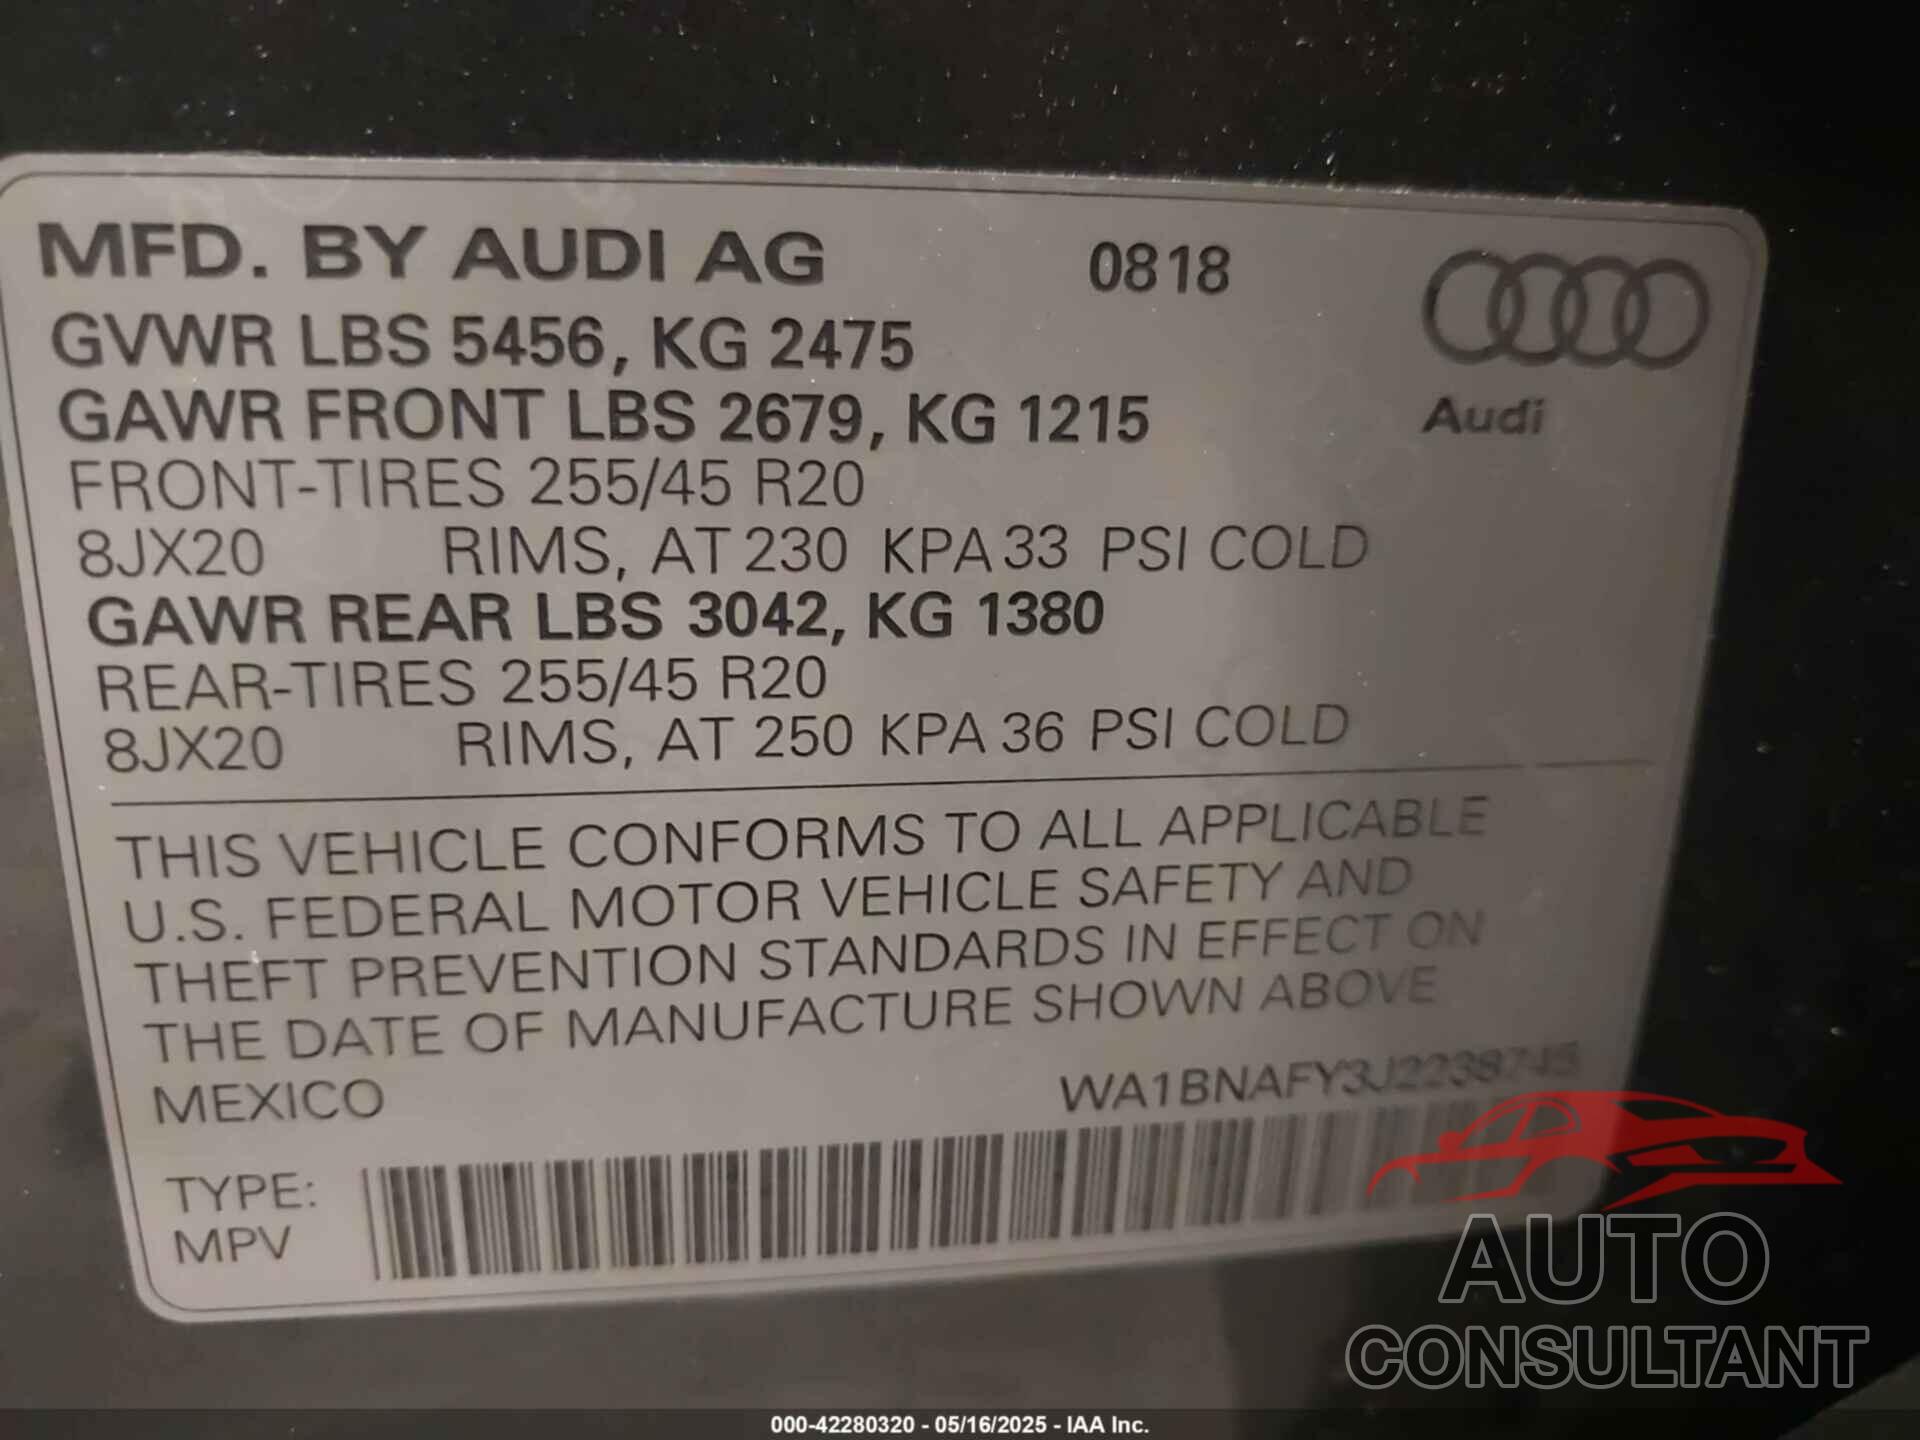 MFD. BY AUDI AG 0818
GVWR LBS 5456, KG 2475
GAWR FRONT LBS 2679, KG 1215
Audi
FRONT-TIRES 255/45 R20
8JX20 RIMS, AT 230 KPA 33 PSI COLD
GAWR REAR LBS 3042, KG 1380
REAR-TIRES 255/45 R20
8JX20 RIMS, AT 250 KPA 36 PSI COLD
THIS VEHICLE CONFORMS TO ALL APPLICABLE
U.S. FEDERAL MOTOR VEHICLE SAFETY AND
THEFT PREVENTION STANDARDS IN EFFECT ON
THE DATE OF MANUFACTURE SHOWN ABOVE
MEXICO WA1BNAFY3J2238745
TYPE:
MPV
AUTO
CONSULTANT
000-42280320 - 05/16/2025 - IAA Inc.